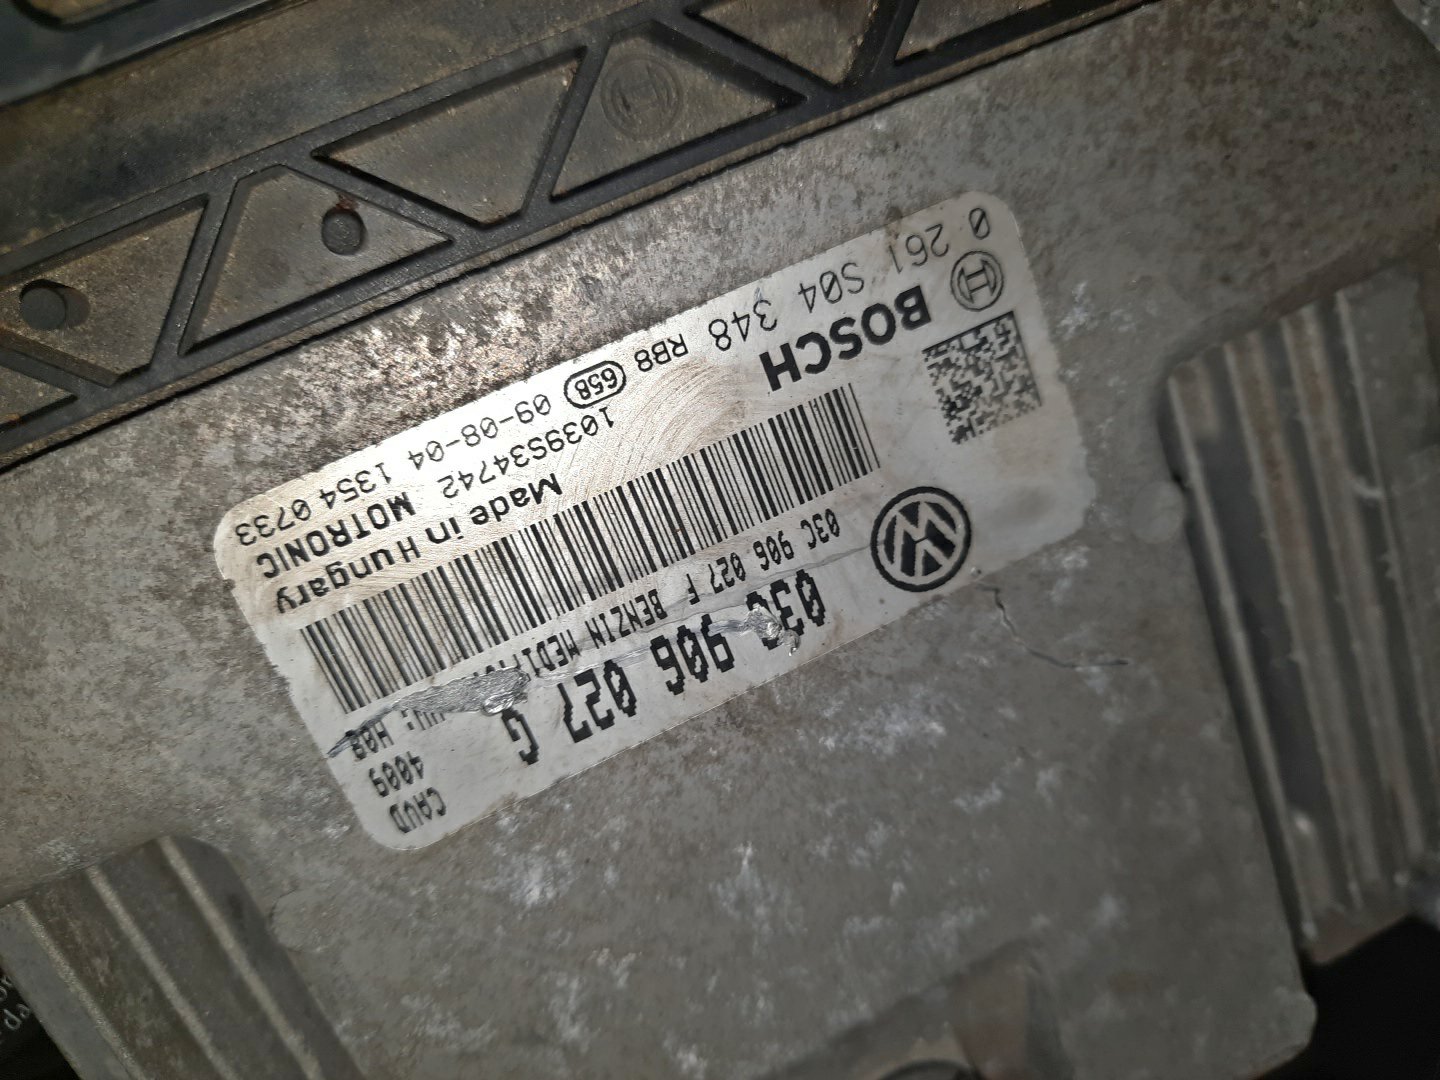 0 261 S04 348 RB8 658 09-08-04 1354 0733
BOSCH 1039S34742 MOTRONIC
Made in Hungary
03C 906 027 F BENZIN HW: H08
03C 906 027 G 4009
CAVD